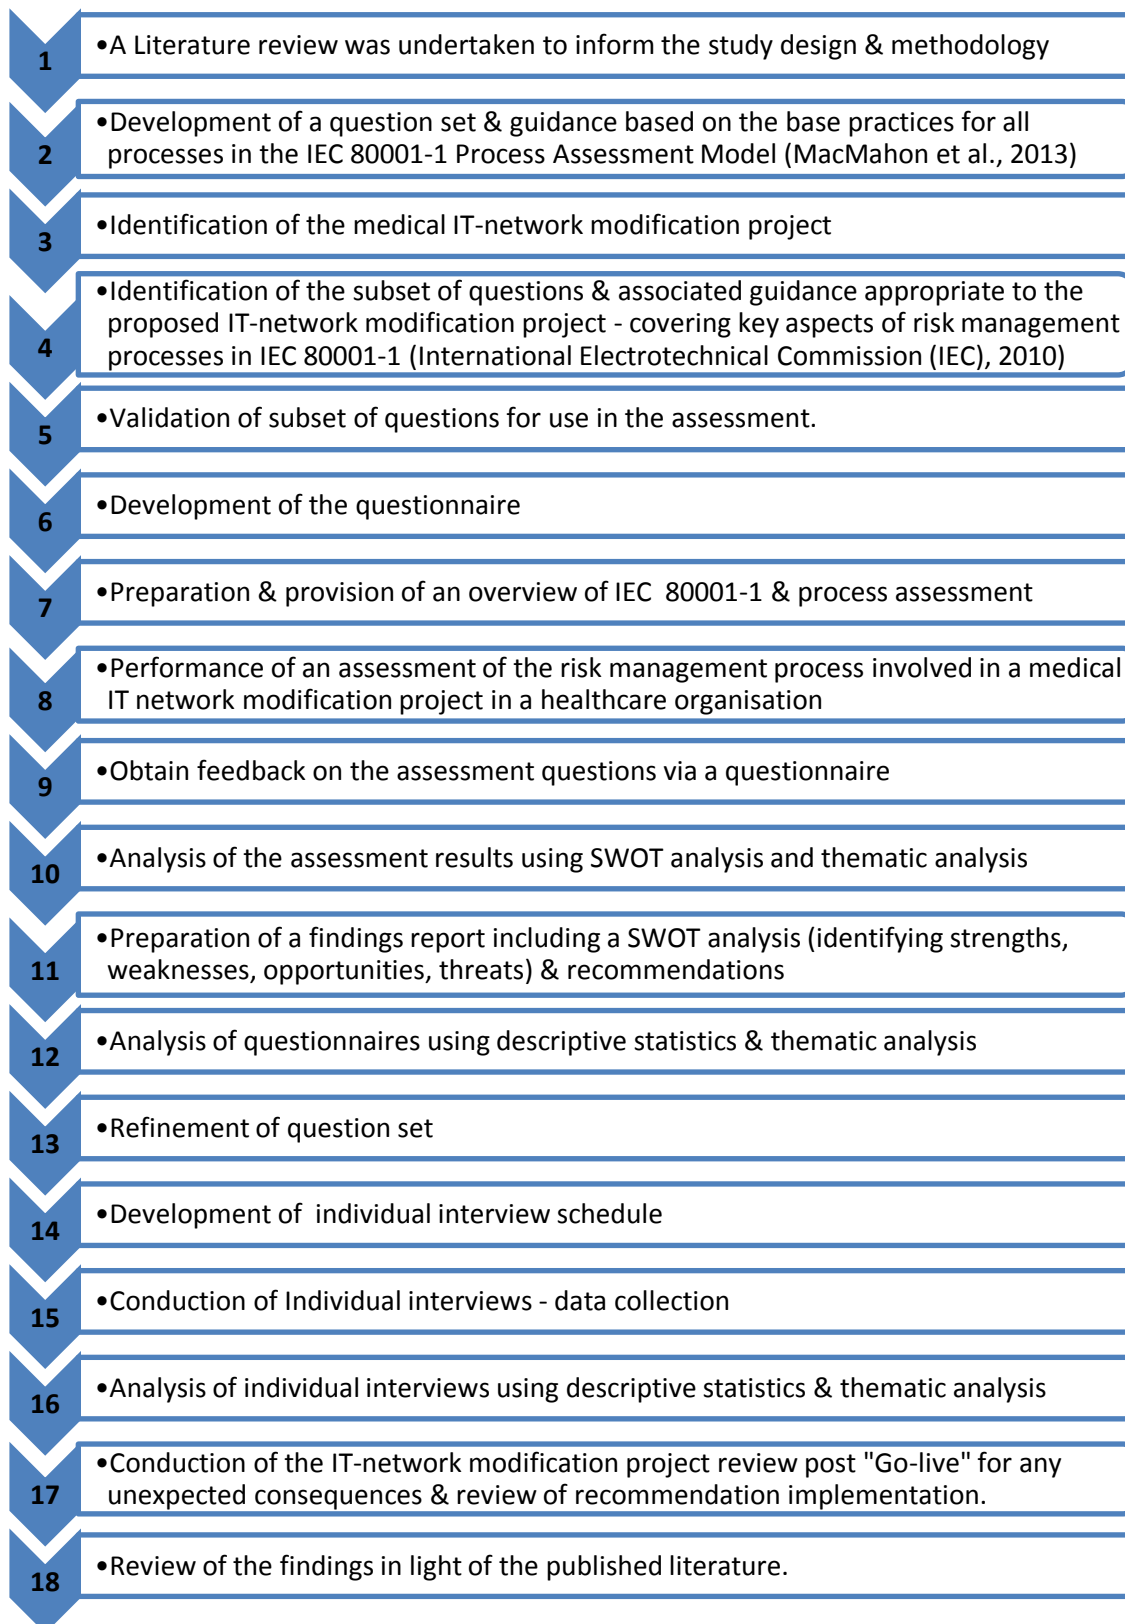 1
•A Literature review was undertaken to inform the study design & methodology
2
•Development of a question set & guidance based on the base practices for all
processes in the IEC 80001-1 Process Assessment Model (MacMahon et al., 2013)
3
•Identification of the medical IT-network modification project
4
•Identification of the subset of questions & associated guidance appropriate to the
proposed IT-network modification project - covering key aspects of risk management
processes in IEC 80001-1 (International Electrotechnical Commission (IEC), 2010)
5
•Validation of subset of questions for use in the assessment.
6
•Development of the questionnaire
7
•Preparation & provision of an overview of IEC  80001-1 & process assessment
8
•Performance of an assessment of the risk management process involved in a medical
IT network modification project in a healthcare organisation
9
•Obtain feedback on the assessment questions via a questionnaire
10
•Analysis of the assessment results using SWOT analysis and thematic analysis
11
•Preparation of a findings report including a SWOT analysis (identifying strengths,
weaknesses, opportunities, threats) & recommendations
12
•Analysis of questionnaires using descriptive statistics & thematic analysis
13
•Refinement of question set
14
•Development of  individual interview schedule
15
•Conduction of Individual interviews - data collection
16
•Analysis of individual interviews using descriptive statistics & thematic analysis
17
•Conduction of the IT-network modification project review post "Go-live" for any
unexpected consequences & review of recommendation implementation.
18
•Review of the findings in light of the published literature.